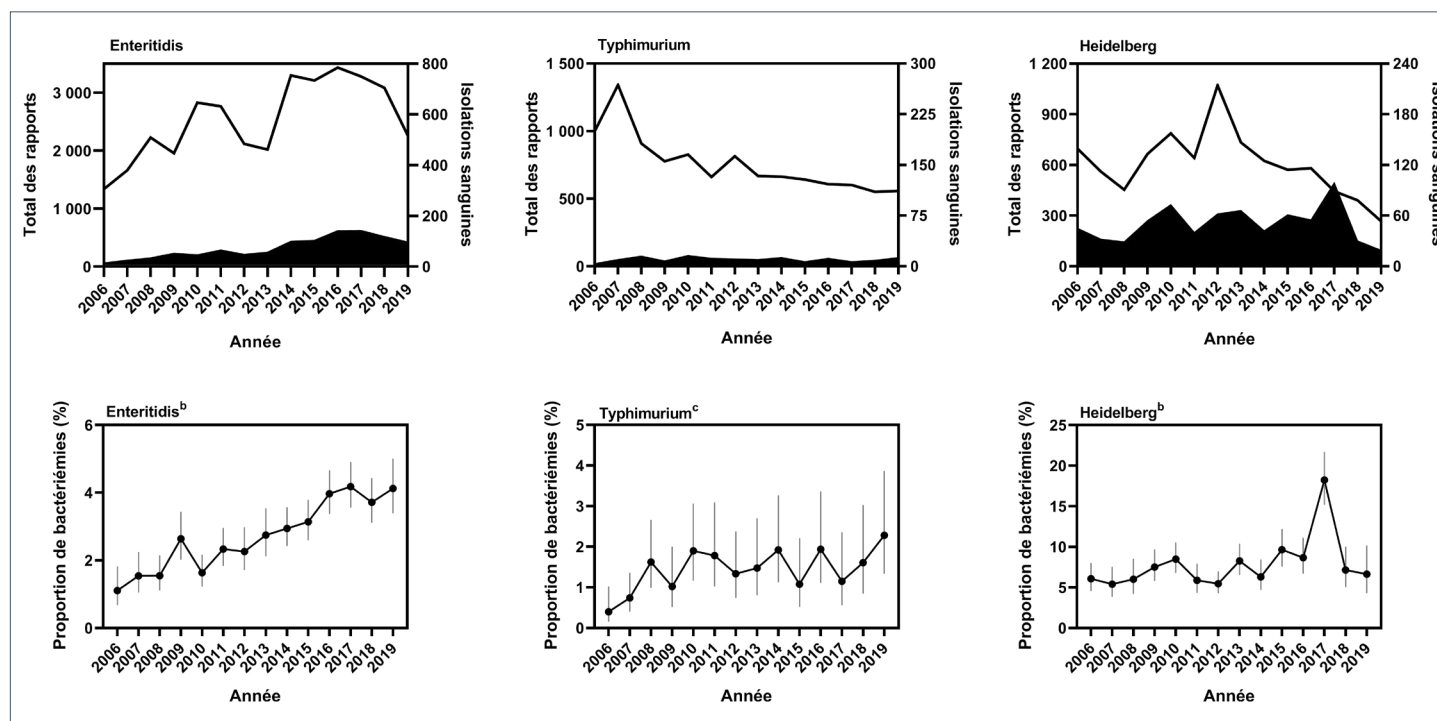 Enteritidis
Total des rapports
3 000
2 000
1 000
0
800
600
400
200
0
Isolations sanguines
2006 2007 2008 2009 2010 2011 2012 2013 2014 2015 2016 2017 2018 2019
Année
Typhimurium
Total des rapports
1 500
1 000
500
0
300
225
150
75
0
Isolations sanguines
2006 2007 2008 2009 2010 2011 2012 2013 2014 2015 2016 2017 2018 2019
Année
Heidelberg
Total des rapports
1 200
900
600
300
0
240
180
120
60
0
Isolations sanguines
2006 2007 2008 2009 2010 2011 2012 2013 2014 2015 2016 2017 2018 2019
Année
Enteritidisᵇ
Proportion de bactériémies (%)
6
4
2
0
2006 2007 2008 2009 2010 2011 2012 2013 2014 2015 2016 2017 2018 2019
Année
Typhimuriumᶜ
Proportion de bactériémies (%)
5
4
3
2
1
0
2006 2007 2008 2009 2010 2011 2012 2013 2014 2015 2016 2017 2018 2019
Année
Heidelbergᵇ
Proportion de bactériémies (%)
25
20
15
10
5
0
2006 2007 2008 2009 2010 2011 2012 2013 2014 2015 2016 2017 2018 2019
Année